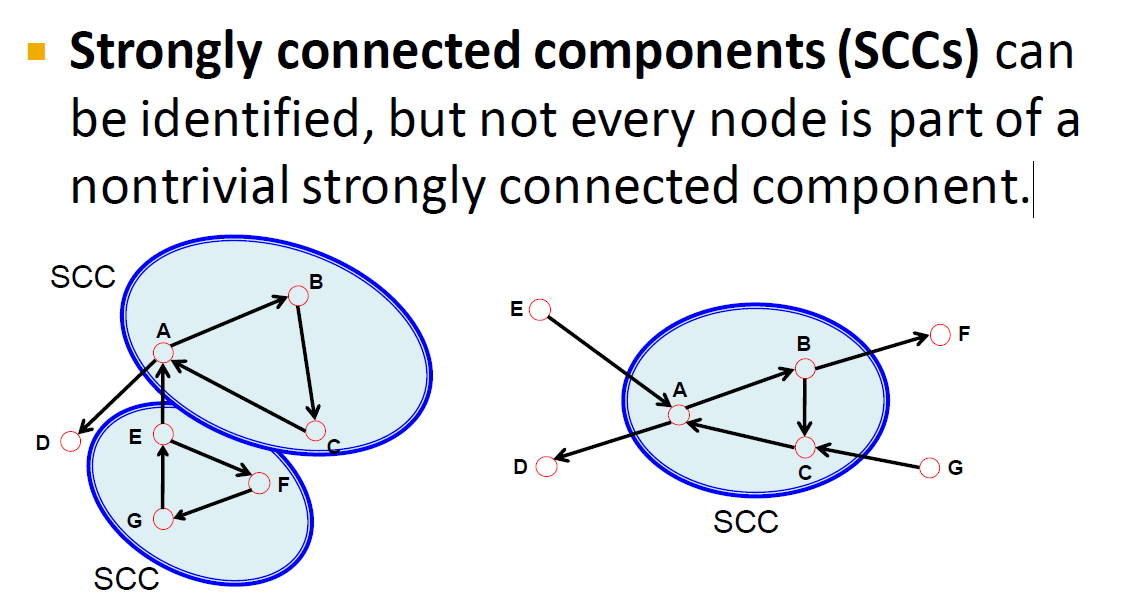 Strongly connected components (SCCs) can
be identified, but not every node is part of a
nontrivial strongly connected component.
SCC
B
A
D
E
C
F
G
SCC
E
F
B
A
D
C
G
SCC